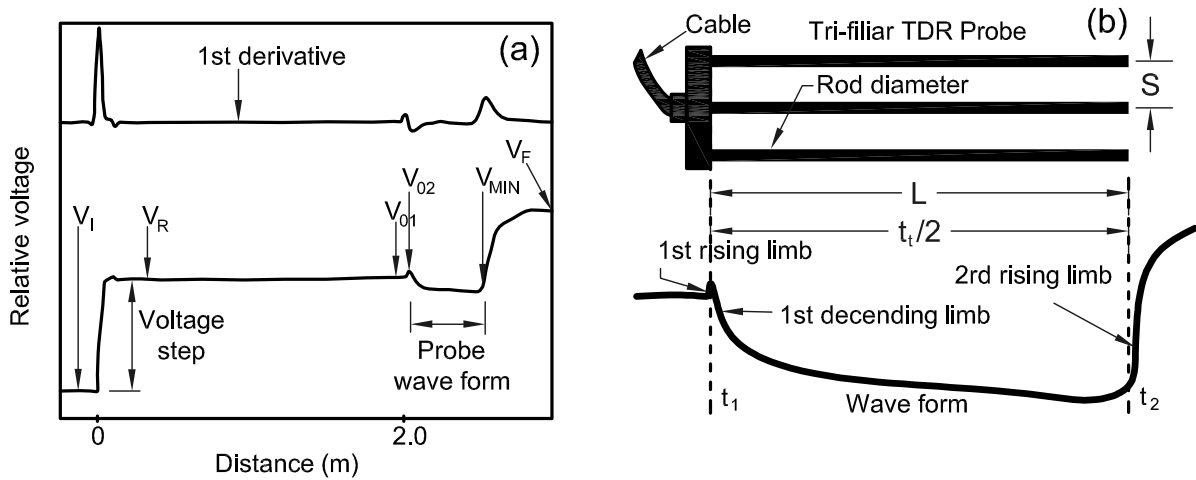 (a)
1st derivative
V_F
V_02
V_MIN
V_I
V_R
V_01
Relative voltage
Voltage
step
Probe
wave form
0
2.0
Distance (m)
(b)
Cable
Tri-filiar TDR Probe
Rod diameter
S
L
t_t/2
1st rising limb
2rd rising limb
1st decending limb
t_1
Wave form
t_2